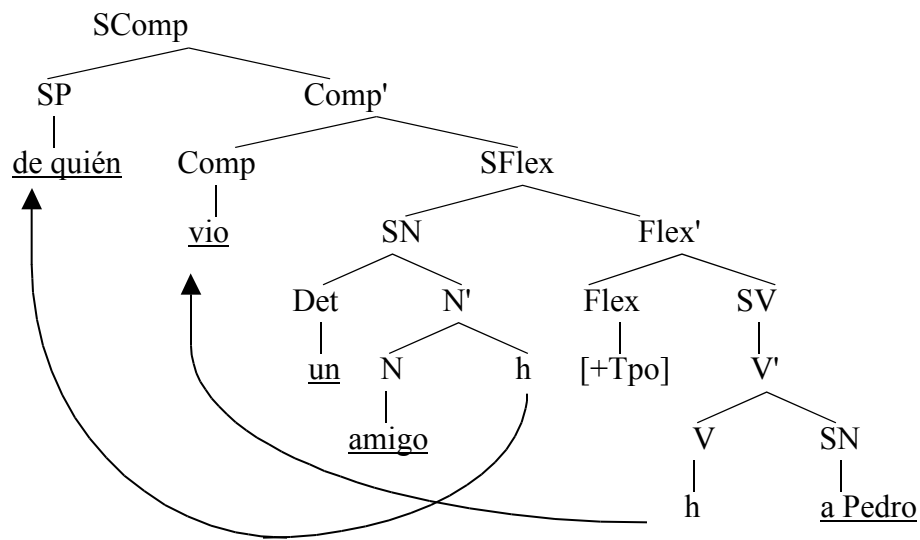 SComp
SP Comp'
de quién Comp SFlex
vio SN Flex'
Det N' Flex SV
un N h [+Tpo] V'
amigo V SN
h a Pedro